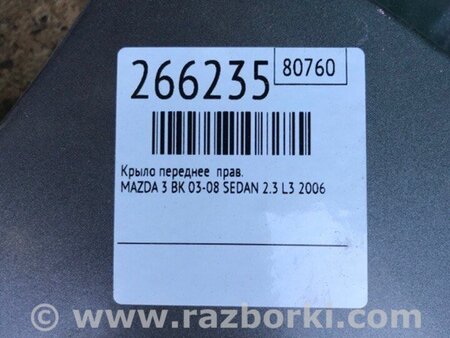 266235
80760
Крыло переднее прав.
MAZDA 3 BK 03-08 SEDAN 2.3 L3 2006
© www.razborki.com